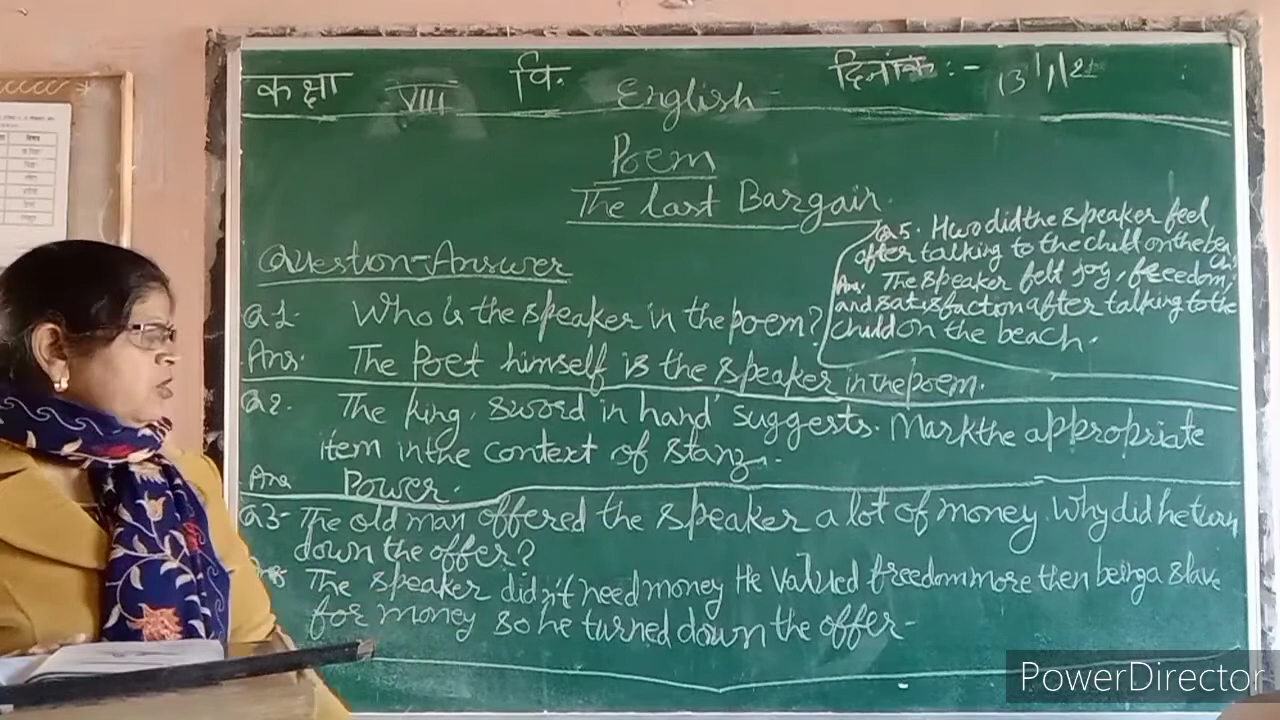 कक्षा VIII वि. English दिनांक :- 13/1/21
Poem
The Last Bargain.
Question-Answer
Q1- Who is the speaker in the poem?
Ans. The Poet himself is the speaker in the poem.
Q2. The king, sword in hand' suggests. Mark the appropriate
item in the context of stanza.
Ans Power.
Q3- The old man offered the speaker a lot of money. Why did he turn
down the offer?
Ans The speaker didn't need money He valued freedom more then being a slave
for money so he turned down the offer-
Q5. Hwo did the speaker feel
after talking to the child on the beach.
Ans. The speaker felt joy, freedom,
and satisfaction after talking to the
child on the beach.
PowerDirector